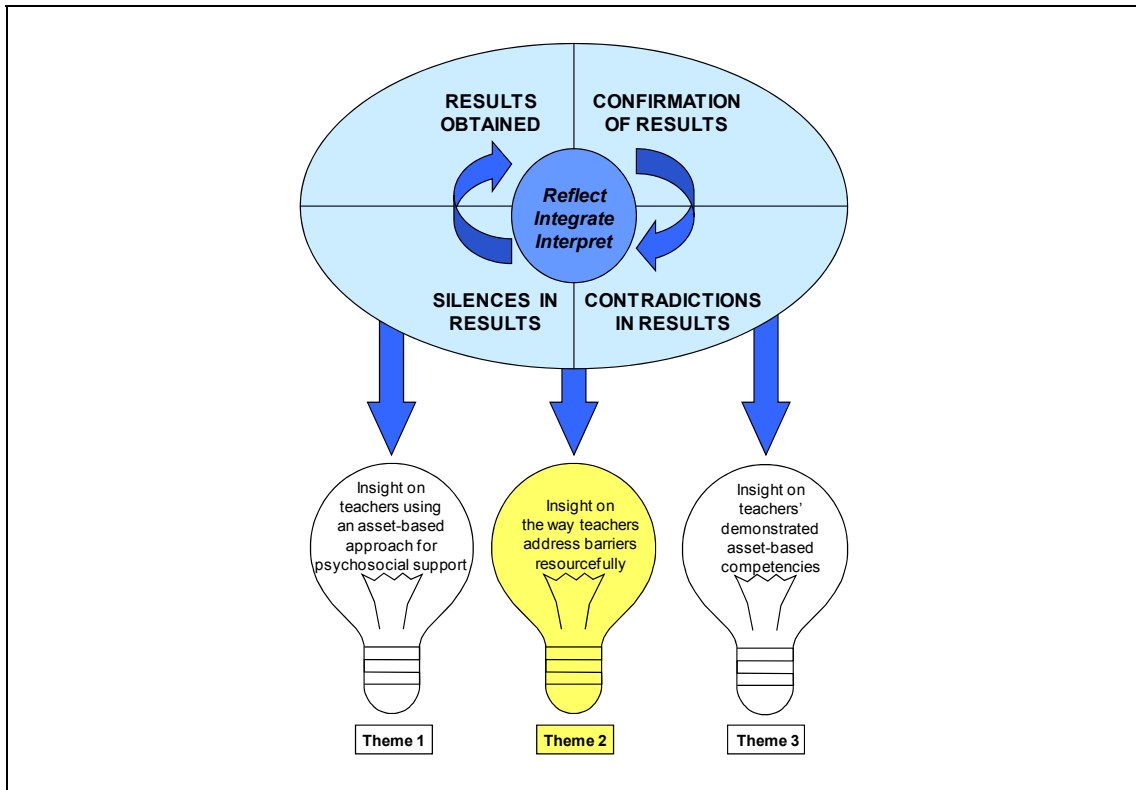 RESULTS
OBTAINED
CONFIRMATION
OF RESULTS
Reflect
Integrate
Interpret
SILENCES IN
RESULTS
CONTRADICTIONS
IN RESULTS
Insight on
teachers using
an asset-based
approach for
psychosocial support
Insight on
the way teachers
address barriers
resourcefully
Insight on
teachers’
demonstrated
asset-based
competencies
Theme 1
Theme 2
Theme 3